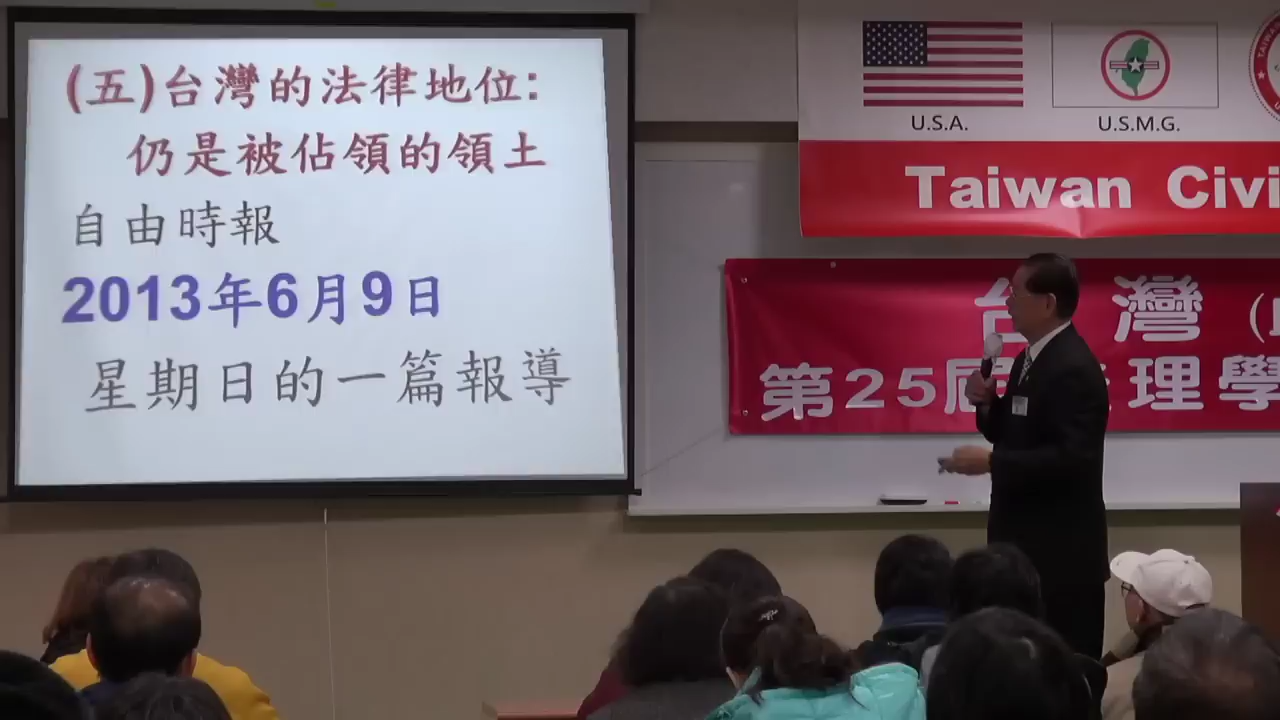 (五)台灣的法律地位:
仍是被佔領的領土
自由時報
2013年6月9日
星期日的一篇報導
U.S.A.
U.S.M.G.
Taiwan Civi
台灣
第25屆 理學